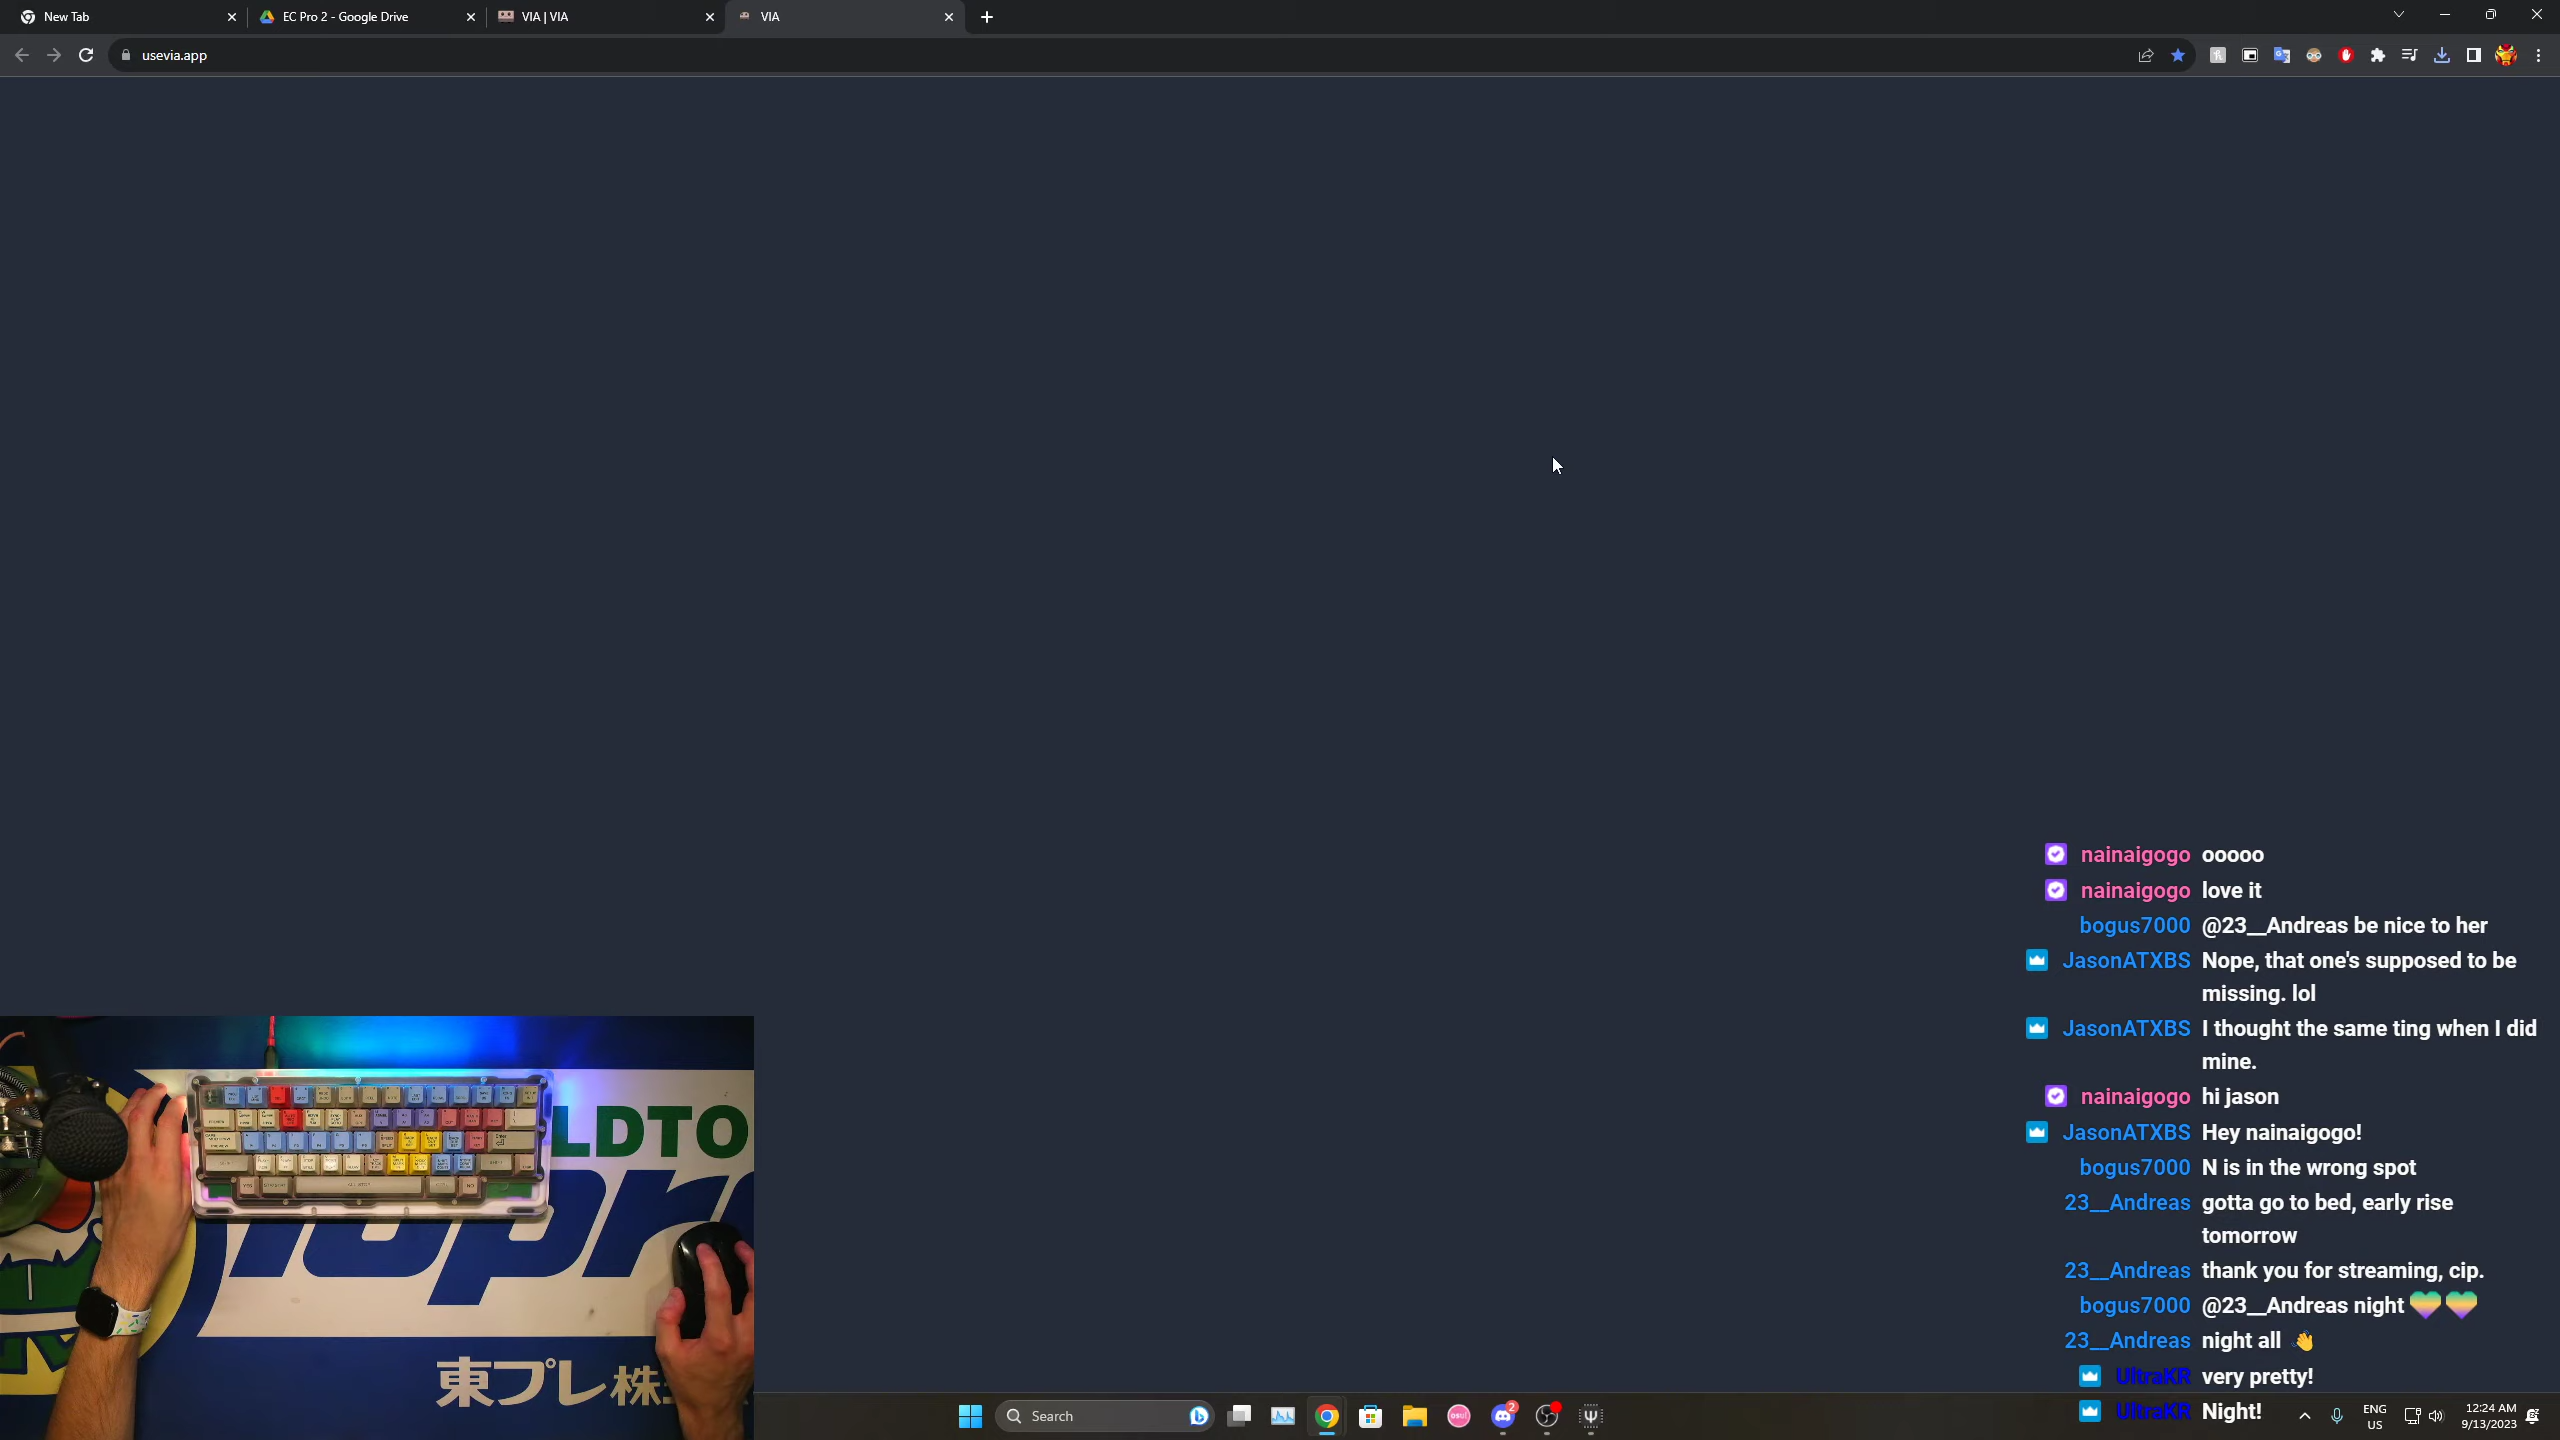 New Tab
EC Pro 2 - Google Drive
VIA | VIA
VIA
usevia.app
nainaigogo ooooo
nainaigogo love it
bogus7000 @23__Andreas be nice to her
JasonATXBS Nope, that one's supposed to be
missing. lol
JasonATXBS I thought the same ting when I did
mine.
nainaigogo hi jason
JasonATXBS Hey nainaigogo!
bogus7000 N is in the wrong spot
23__Andreas gotta go to bed, early rise
tomorrow
23__Andreas thank you for streaming, cip.
bogus7000 @23__Andreas night
23__Andreas night all
UltraKR very pretty!
UltraKR Night!
LDTO
Topr
東プレ株
Search
osu!
2
ENG
US
12:24 AM
9/13/2023